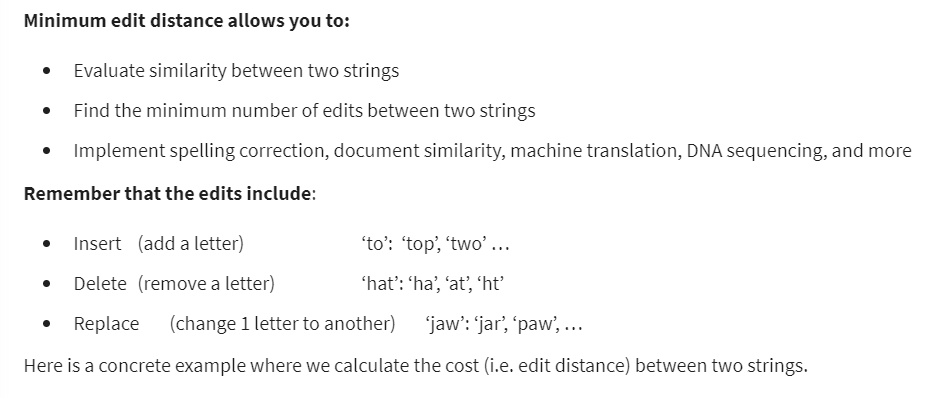 Minimum edit distance allows you to:
• Evaluate similarity between two strings
• Find the minimum number of edits between two strings
• Implement spelling correction, document similarity, machine translation, DNA sequencing, and more
Remember that the edits include:
• Insert (add a letter) ‘to’: ‘top’, ‘two’ …
• Delete (remove a letter) ‘hat’: ‘ha’, ‘at’, ‘ht’
• Replace (change 1 letter to another) ‘jaw’: ‘jar’, ‘paw’, …
Here is a concrete example where we calculate the cost (i.e. edit distance) between two strings.